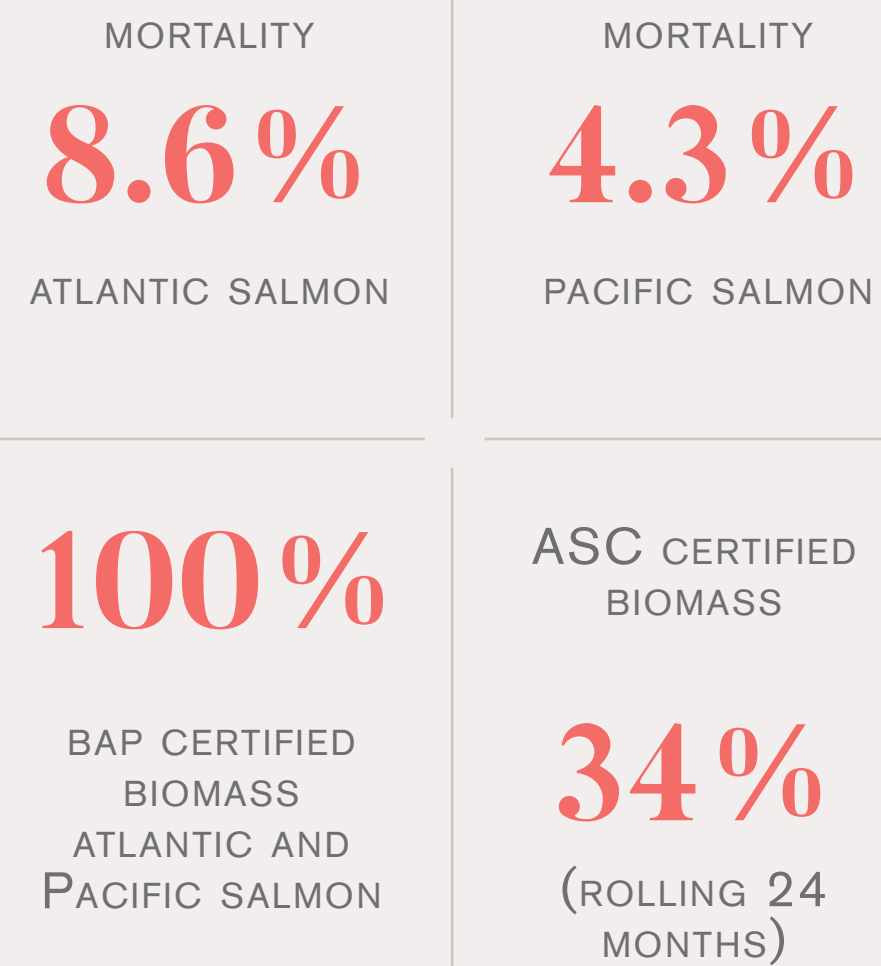 MORTALITY
8.6%
ATLANTIC SALMON
MORTALITY
4.3%
PACIFIC SALMON
100%
BAP CERTIFIED
BIOMASS
ATLANTIC AND
PACIFIC SALMON
ASC CERTIFIED
BIOMASS
34%
(ROLLING 24
MONTHS)